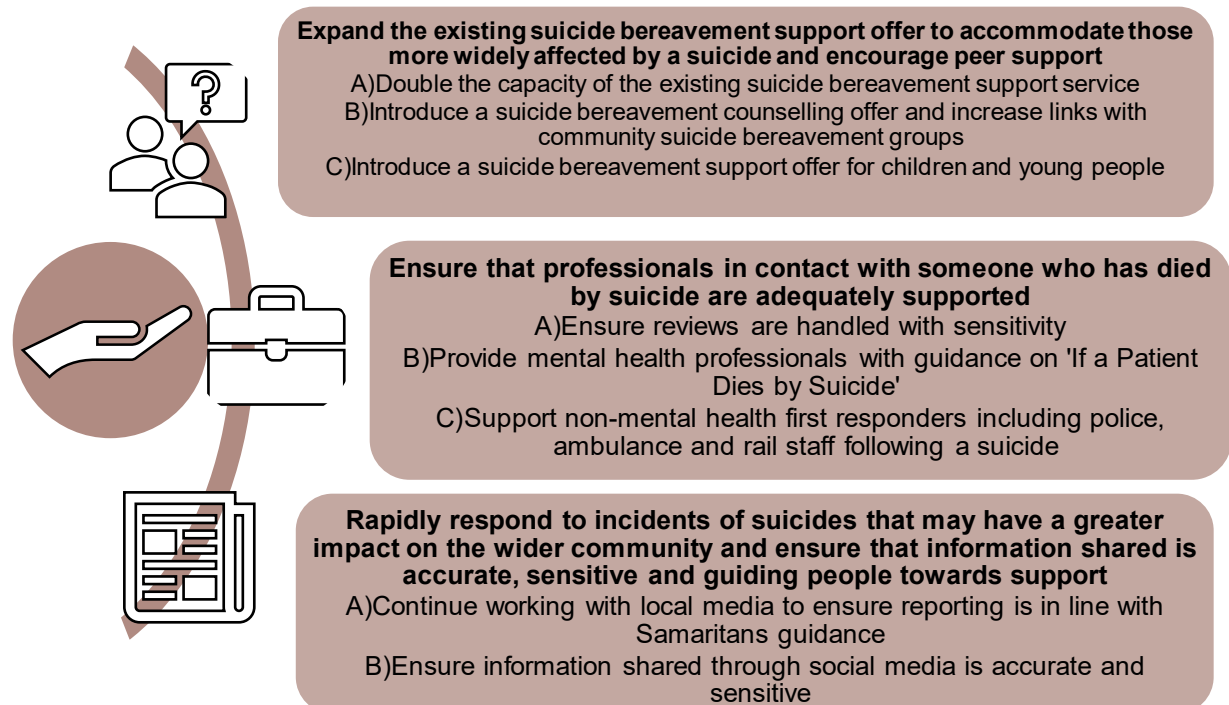 Expand the existing suicide bereavement support offer to accommodate those
more widely affected by a suicide and encourage peer support
A)Double the capacity of the existing suicide bereavement support service
B)Introduce a suicide bereavement counselling offer and increase links with
community suicide bereavement groups
C)Introduce a suicide bereavement support offer for children and young people
?
Ensure that professionals in contact with someone who has died
by suicide are adequately supported
A)Ensure reviews are handled with sensitivity
B)Provide mental health professionals with guidance on 'If a Patient
Dies by Suicide'
C)Support non-mental health first responders including police,
ambulance and rail staff following a suicide
Rapidly respond to incidents of suicides that may have a greater
impact on the wider community and ensure that information shared is
accurate, sensitive and guiding people towards support
A)Continue working with local media to ensure reporting is in line with
Samaritans guidance
B)Ensure information shared through social media is accurate and
sensitive